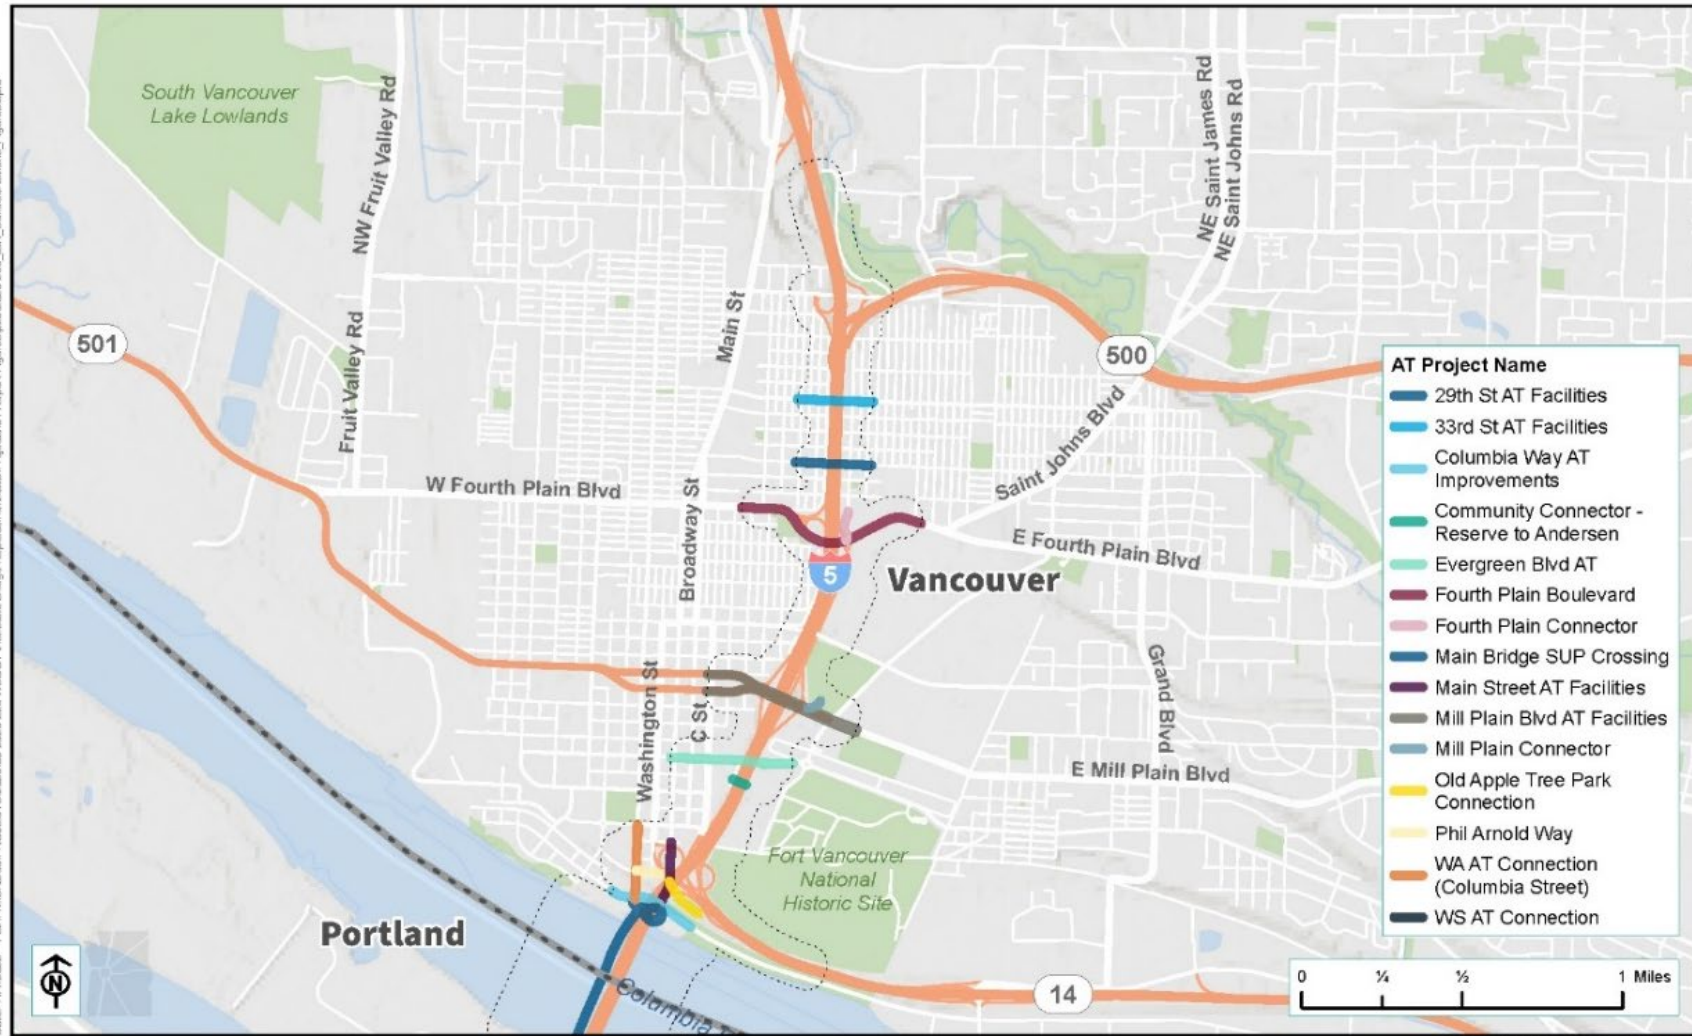 South Vancouver
Lake Lowlands
NW Fruit Valley Rd
NE Saint James Rd
NE Saint Johns Rd
501
Fruit Valley Rd
Main St
500
Saint Johns Blvd
W Fourth Plain Blvd
Broadway St
E Fourth Plain Blvd
5
Vancouver
Washington St
C St
Grand Blvd
E Mill Plain Blvd
Fort Vancouver
National
Historic Site
Portland
Columbia
14
N
AT Project Name
29th St AT Facilities
33rd St AT Facilities
Columbia Way AT
Improvements
Community Connector -
Reserve to Andersen
Evergreen Blvd AT
Fourth Plain Boulevard
Fourth Plain Connector
Main Bridge SUP Crossing
Main Street AT Facilities
Mill Plain Blvd AT Facilities
Mill Plain Connector
Old Apple Tree Park
Connection
Phil Arnold Way
WA AT Connection
(Columbia Street)
WS AT Connection
0 ¼ ½ 1 Miles